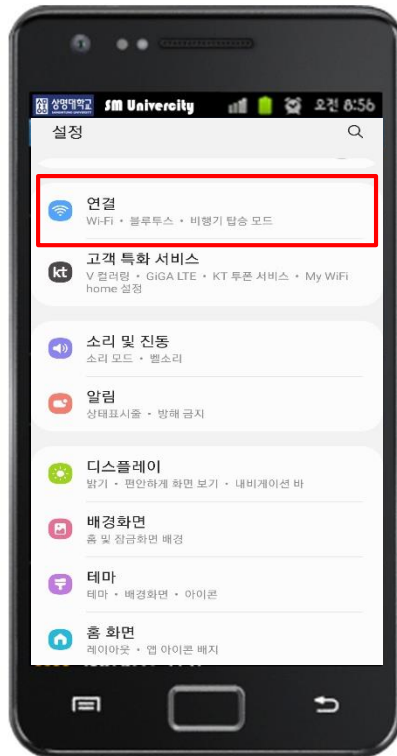 상명대학교 SM Univercity 오전 8:56
설정
연결
Wi-Fi • 블루투스 • 비행기 탑승 모드
kt
고객 특화 서비스
V 컬러링 • GiGA LTE • KT 투폰 서비스 • My WiFi
home 설정
소리 및 진동
소리 모드 • 벨소리
알림
상태표시줄 • 방해 금지
디스플레이
밝기 • 편안하게 화면 보기 • 내비게이션 바
배경화면
홈 및 잠금화면 배경
테마
테마 • 배경화면 • 아이콘
홈 화면
레이아웃 • 앱 아이콘 배지